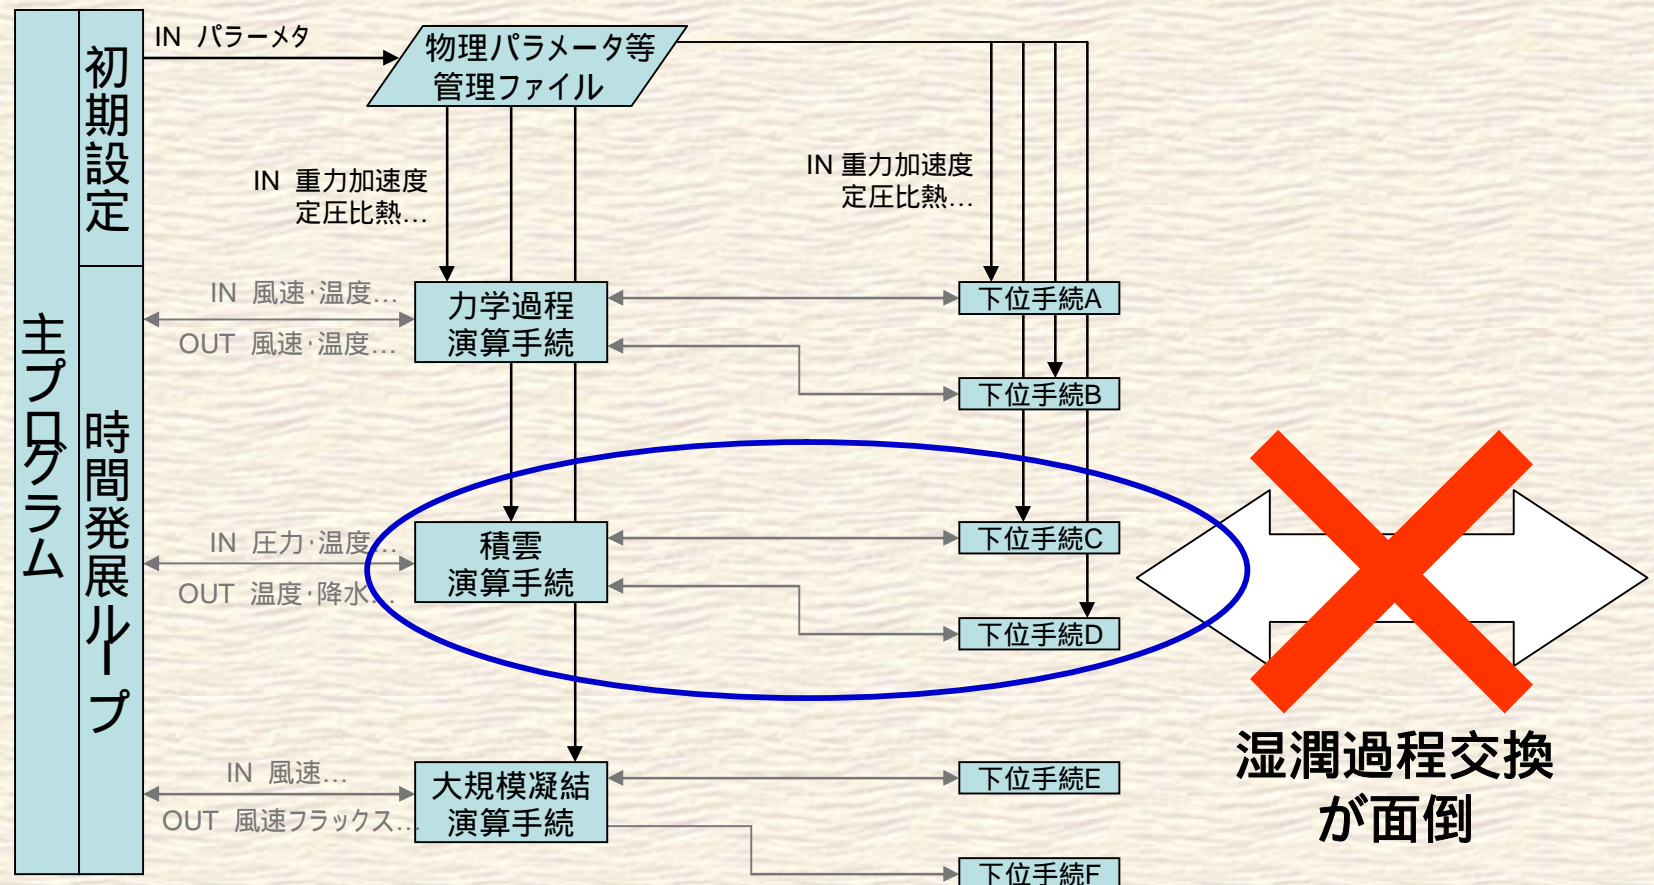 主プログラム
初期設定
時間発展ループ
IN パラーメタ
物理パラメータ等
管理ファイル
IN 重力加速度
定圧比熱…
IN 重力加速度
定圧比熱…
IN 風速・温度…
OUT 風速・温度…
力学過程
演算手続
下位手続A
下位手続B
IN 圧力・温度…
OUT 温度・降水…
積雲
演算手続
下位手続C
下位手続D
湿潤過程交換
が面倒
IN 風速…
OUT 風速フラックス…
大規模凝結
演算手続
下位手続E
下位手続F